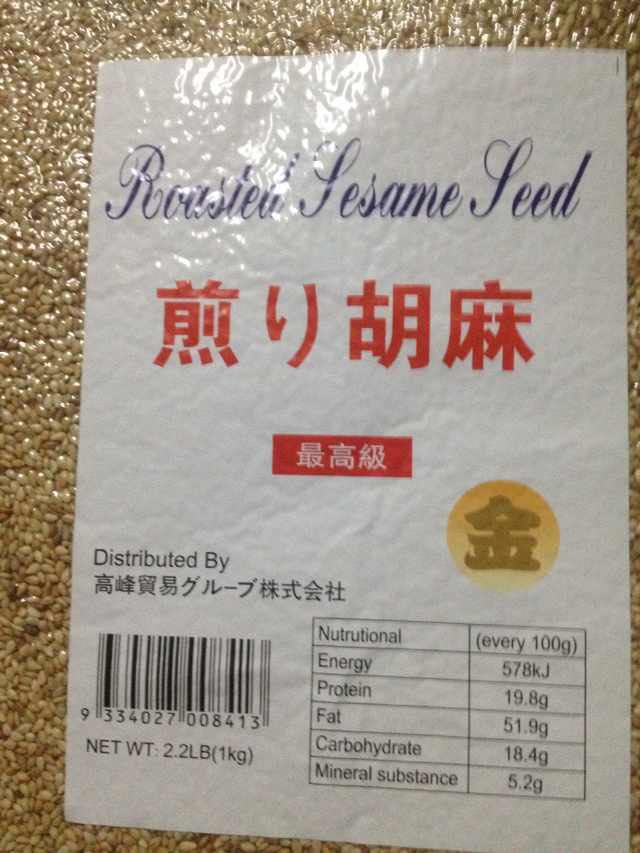 Roasted Sesame Seed
煎り胡麻
最高級
金
Distributed By
高峰貿易グループ株式会社
Nutrutional (every 100g)
Energy 578kJ
Protein 19.8g
Fat 51.9g
Carbohydrate 18.4g
Mineral substance 5.2g
9 334027 008413
NET WT: 2.2LB(1kg)